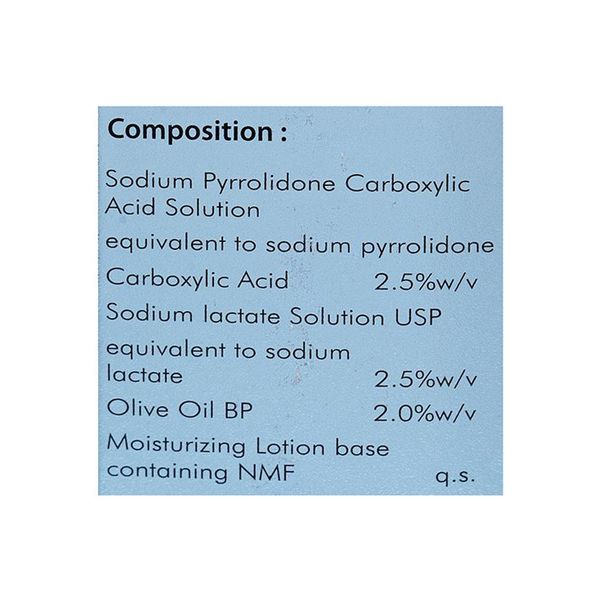 Composition :
Sodium Pyrrolidone Carboxylic
Acid Solution
equivalent to sodium pyrrolidone
Carboxylic Acid 2.5%w/v
Sodium lactate Solution USP
equivalent to sodium
lactate 2.5%w/v
Olive Oil BP 2.0%w/v
Moisturizing Lotion base
containing NMF q.s.